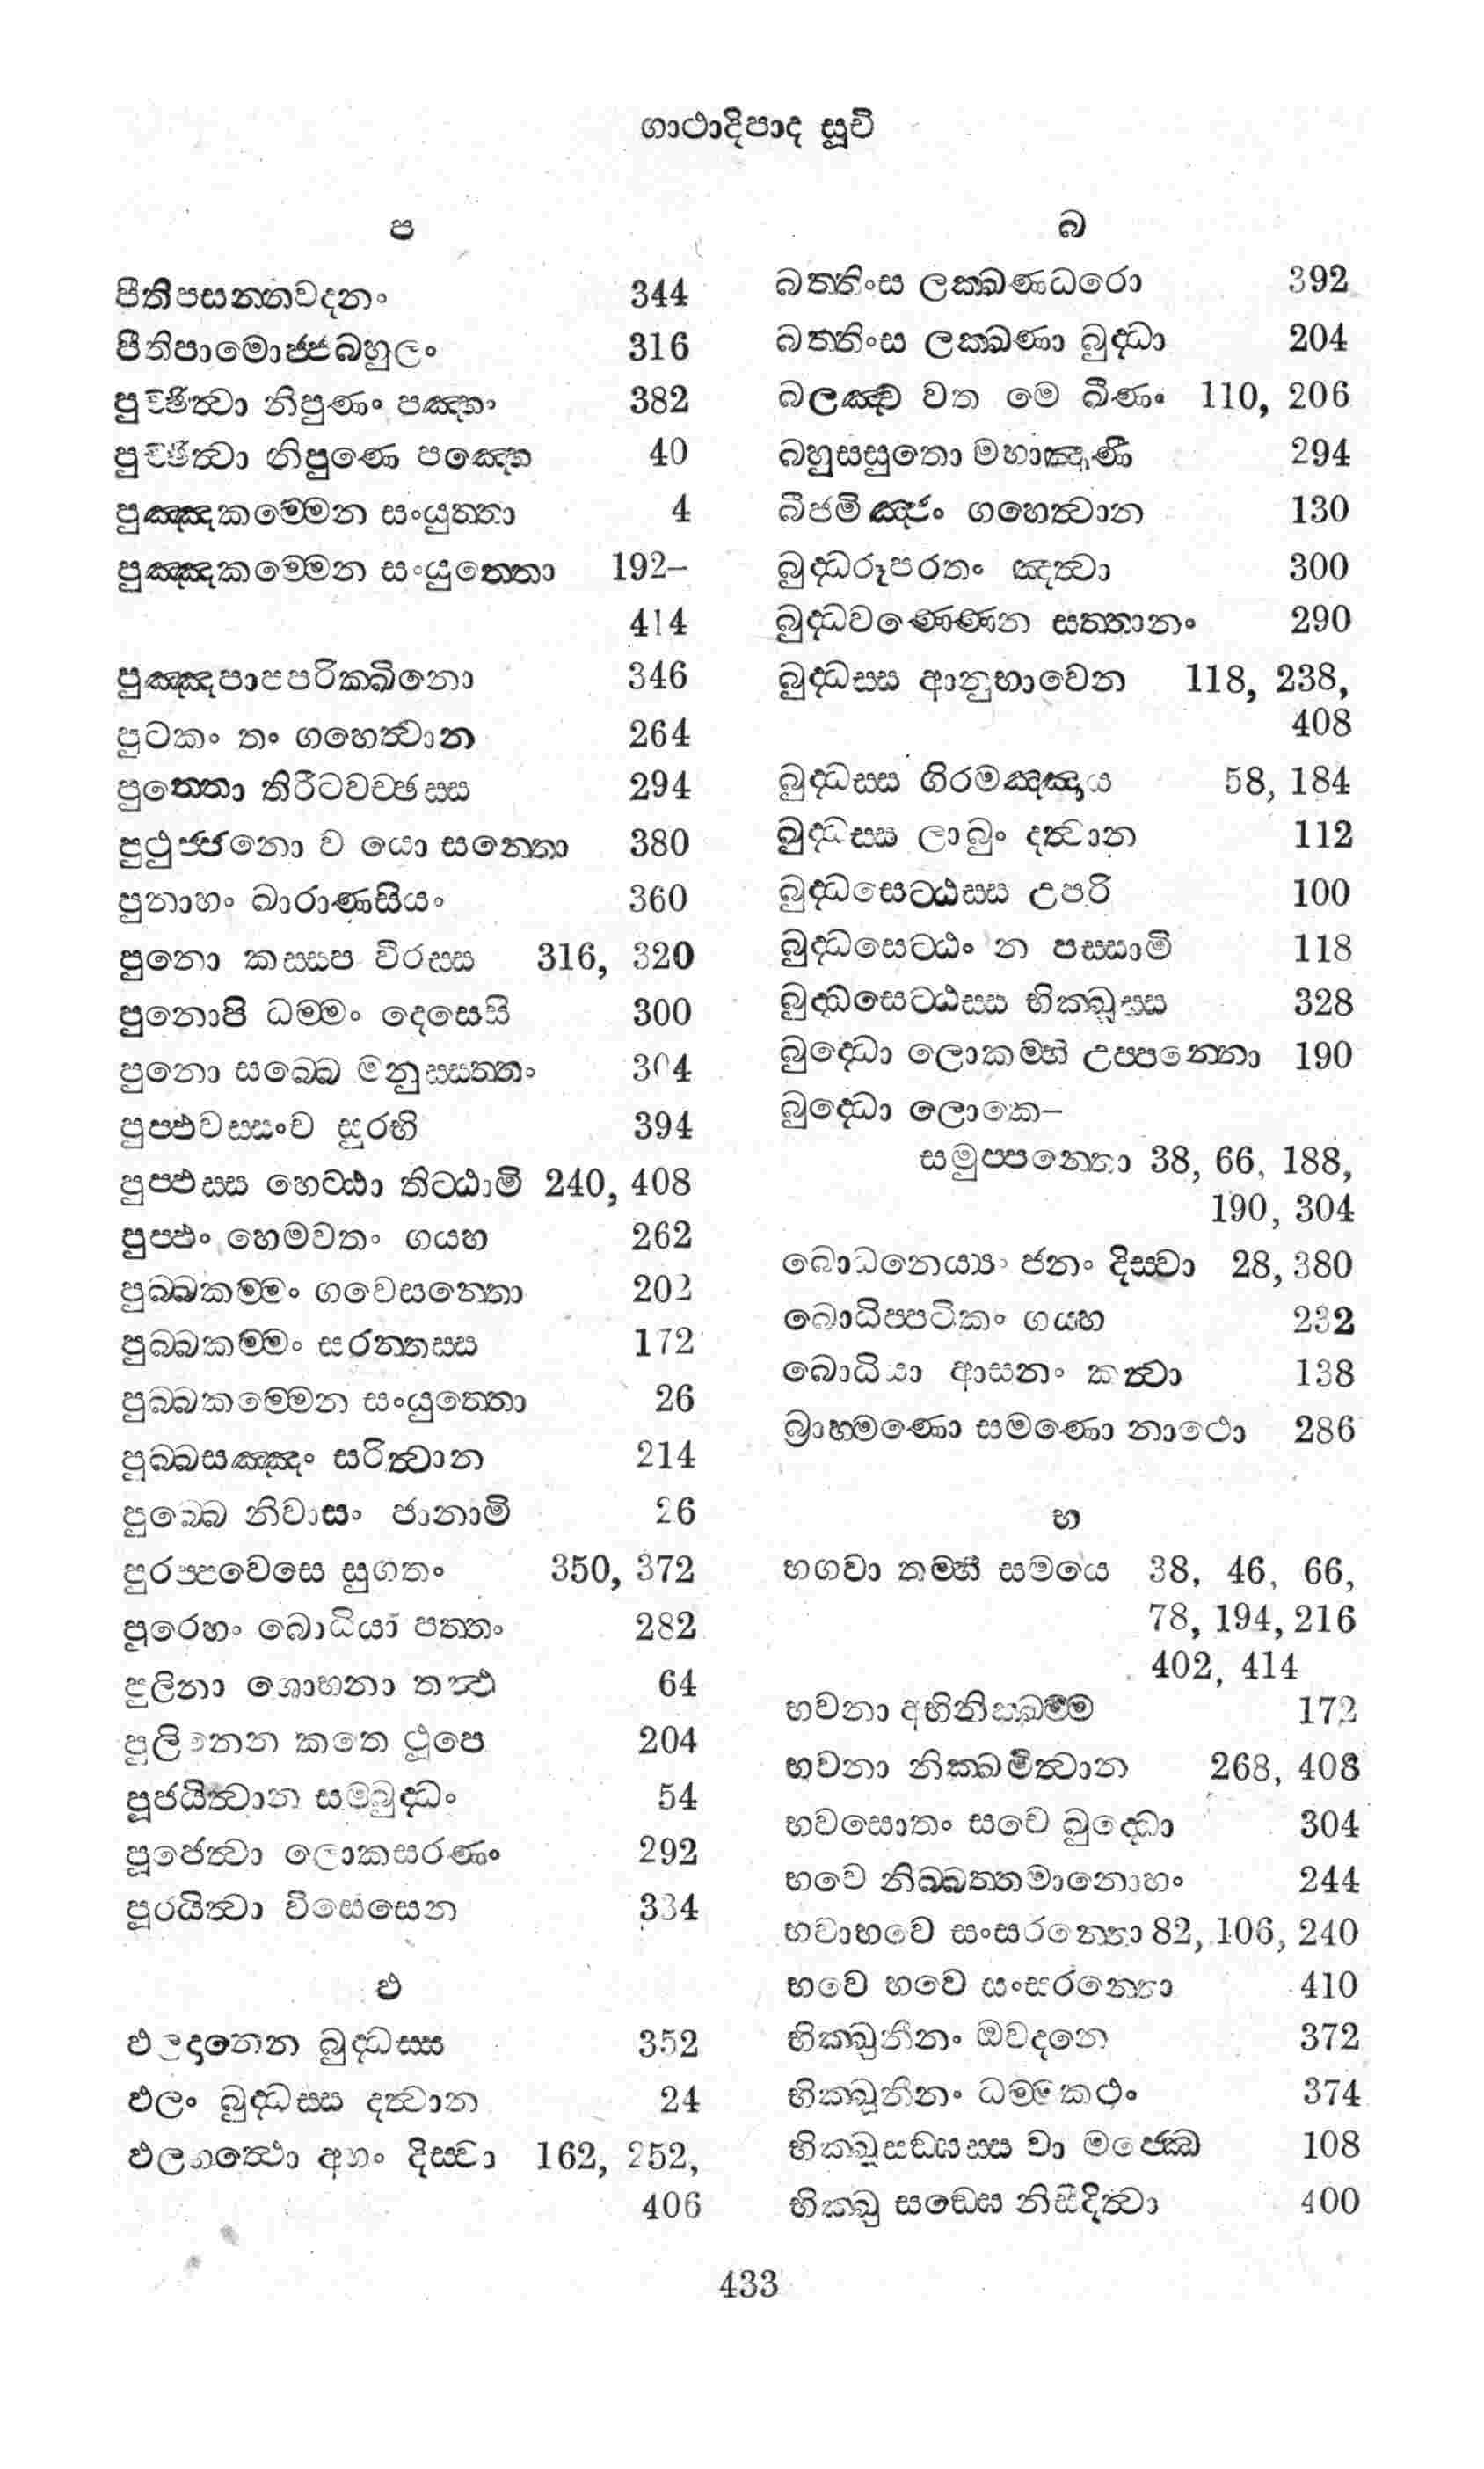 ගාථාදිපාද සූචි
ප
පීතිපසන්නවදනං 344
පීතිපාමොජ්ජබහුලං 316
පුච්ඡිත්වා නිපුණං පඤ්හං 382
පුච්ඡිත්වා නිපුණෙ පඤ්හෙ 40
පුඤ්ඤකම්මෙන සංයුත්තා 4
පුඤ්ඤකම්මෙන සංයුත්තො 192–
414
පුඤ්ඤපාපපරික්ඛිනො 346
පුටකං තං ගහෙත්වාන 264
පුත්තො තිරීටවච්ඡස්ස 294
පුථුජ්ජනො ව යො සන්තො 380
පුනාහං ඛාරාණසියං 360
පුනො කස්සප වීරස්ස 316, 320
පුනොපි ධම්මං දෙසෙසි 300
පුනො සබ්බෙ මනුස්සත්තං 304
පුප්ඵවස්සංච සුරභි 394
පුප්ඵස්ස හෙට්ඨා තිට්ඨාමි 240, 408
පුප්ඵං හෙමවතං ගය්හ 262
පුබ්බකම්මං ගවෙසන්තො 202
පුබ්බකම්මං සරන්තස්ස 172
පුබ්බකම්මෙන සංයුත්තො 26
පුබ්බසඤ්ඤං සරිත්වාන 214
පුබ්බෙ නිවාසං ජානාමි 26
පුරප්පවෙසෙ සුගතං 350, 372
පූරෙහං බොධියා පත්තං 282
පුලිනා ශොභනා තත්ථ 64
පුලිනෙන කතෙ ථූපෙ 204
පූජයිත්වාන සම්බුද්ධං 54
පූජෙත්වා ලොකසරණං 292
පූරයිත්වා විසෙසෙන 334
ඵ
ඵලදානෙන බුද්ධස්ස 352
ඵලං බුද්ධස්ස දත්වාන 24
ඵලගත්ථො අහං දිස්වා 162, 252,
406
බ
බත්තිංස ලක්ඛණධරො 392
බත්තිංස ලක්ඛණා බුද්ධා 204
බලඤ්ච වත මෙ ඛීණං 110, 206
බහුස්සුතො මහාඤාණී 294
බීජමිඤ්ජං ගහෙත්වාන 130
බුද්ධරූපරතං ඤත්වා 300
බුද්ධවණ්ණෙන සත්තානං 290
බුද්ධස්ස ආනුභාවෙන 118, 238,
408
බුද්ධස්ස ගිරමඤ්ඤාය 58, 184
බුද්ධස්ස ලාබුං දත්වාන 112
බුද්ධසෙට්ඨස්ස උපරි 100
බුද්ධසෙට්ඨං න පස්සාමි 118
බුද්ධසෙට්ඨස්ස භික්ඛුස්ස 328
බුද්ධො ලොකම්හි උප්පන්නො 190
බුද්ධො ලොකෙ–
සමුප්පන්නො 38, 66, 188,
190, 304
බොධනෙය්‍යං ජනං දිස්වා 28, 380
බොධිප්පටිකං ගය්හ 232
බොධියා ආසනං කත්වා 138
බ්‍රාහ්මණො සමණො නාථො 286
භ
භගවා තම්හි සමයෙ 38, 46, 66,
78, 194, 216
402, 414
භවනා අභිනික්ඛම්ම 172
භවනා නික්ඛමිත්වාන 268, 408
භවසොතං සචෙ බුද්ධො 304
භවෙ නිබ්බත්තමානොහං 244
භවාභවෙ සංසරන්තො 82, 106, 240
භවෙ භවෙ සංසරන්තො 410
භික්ඛුනීනං ඔවදනෙ 372
භික්ඛූනීනං ධම්මකථං 374
භික්ඛූසඞ්ඝස්ස වා මජ්ඣෙ 108
භික්ඛු සඞ්ඝෙ නිසීදිත්වා 400
433